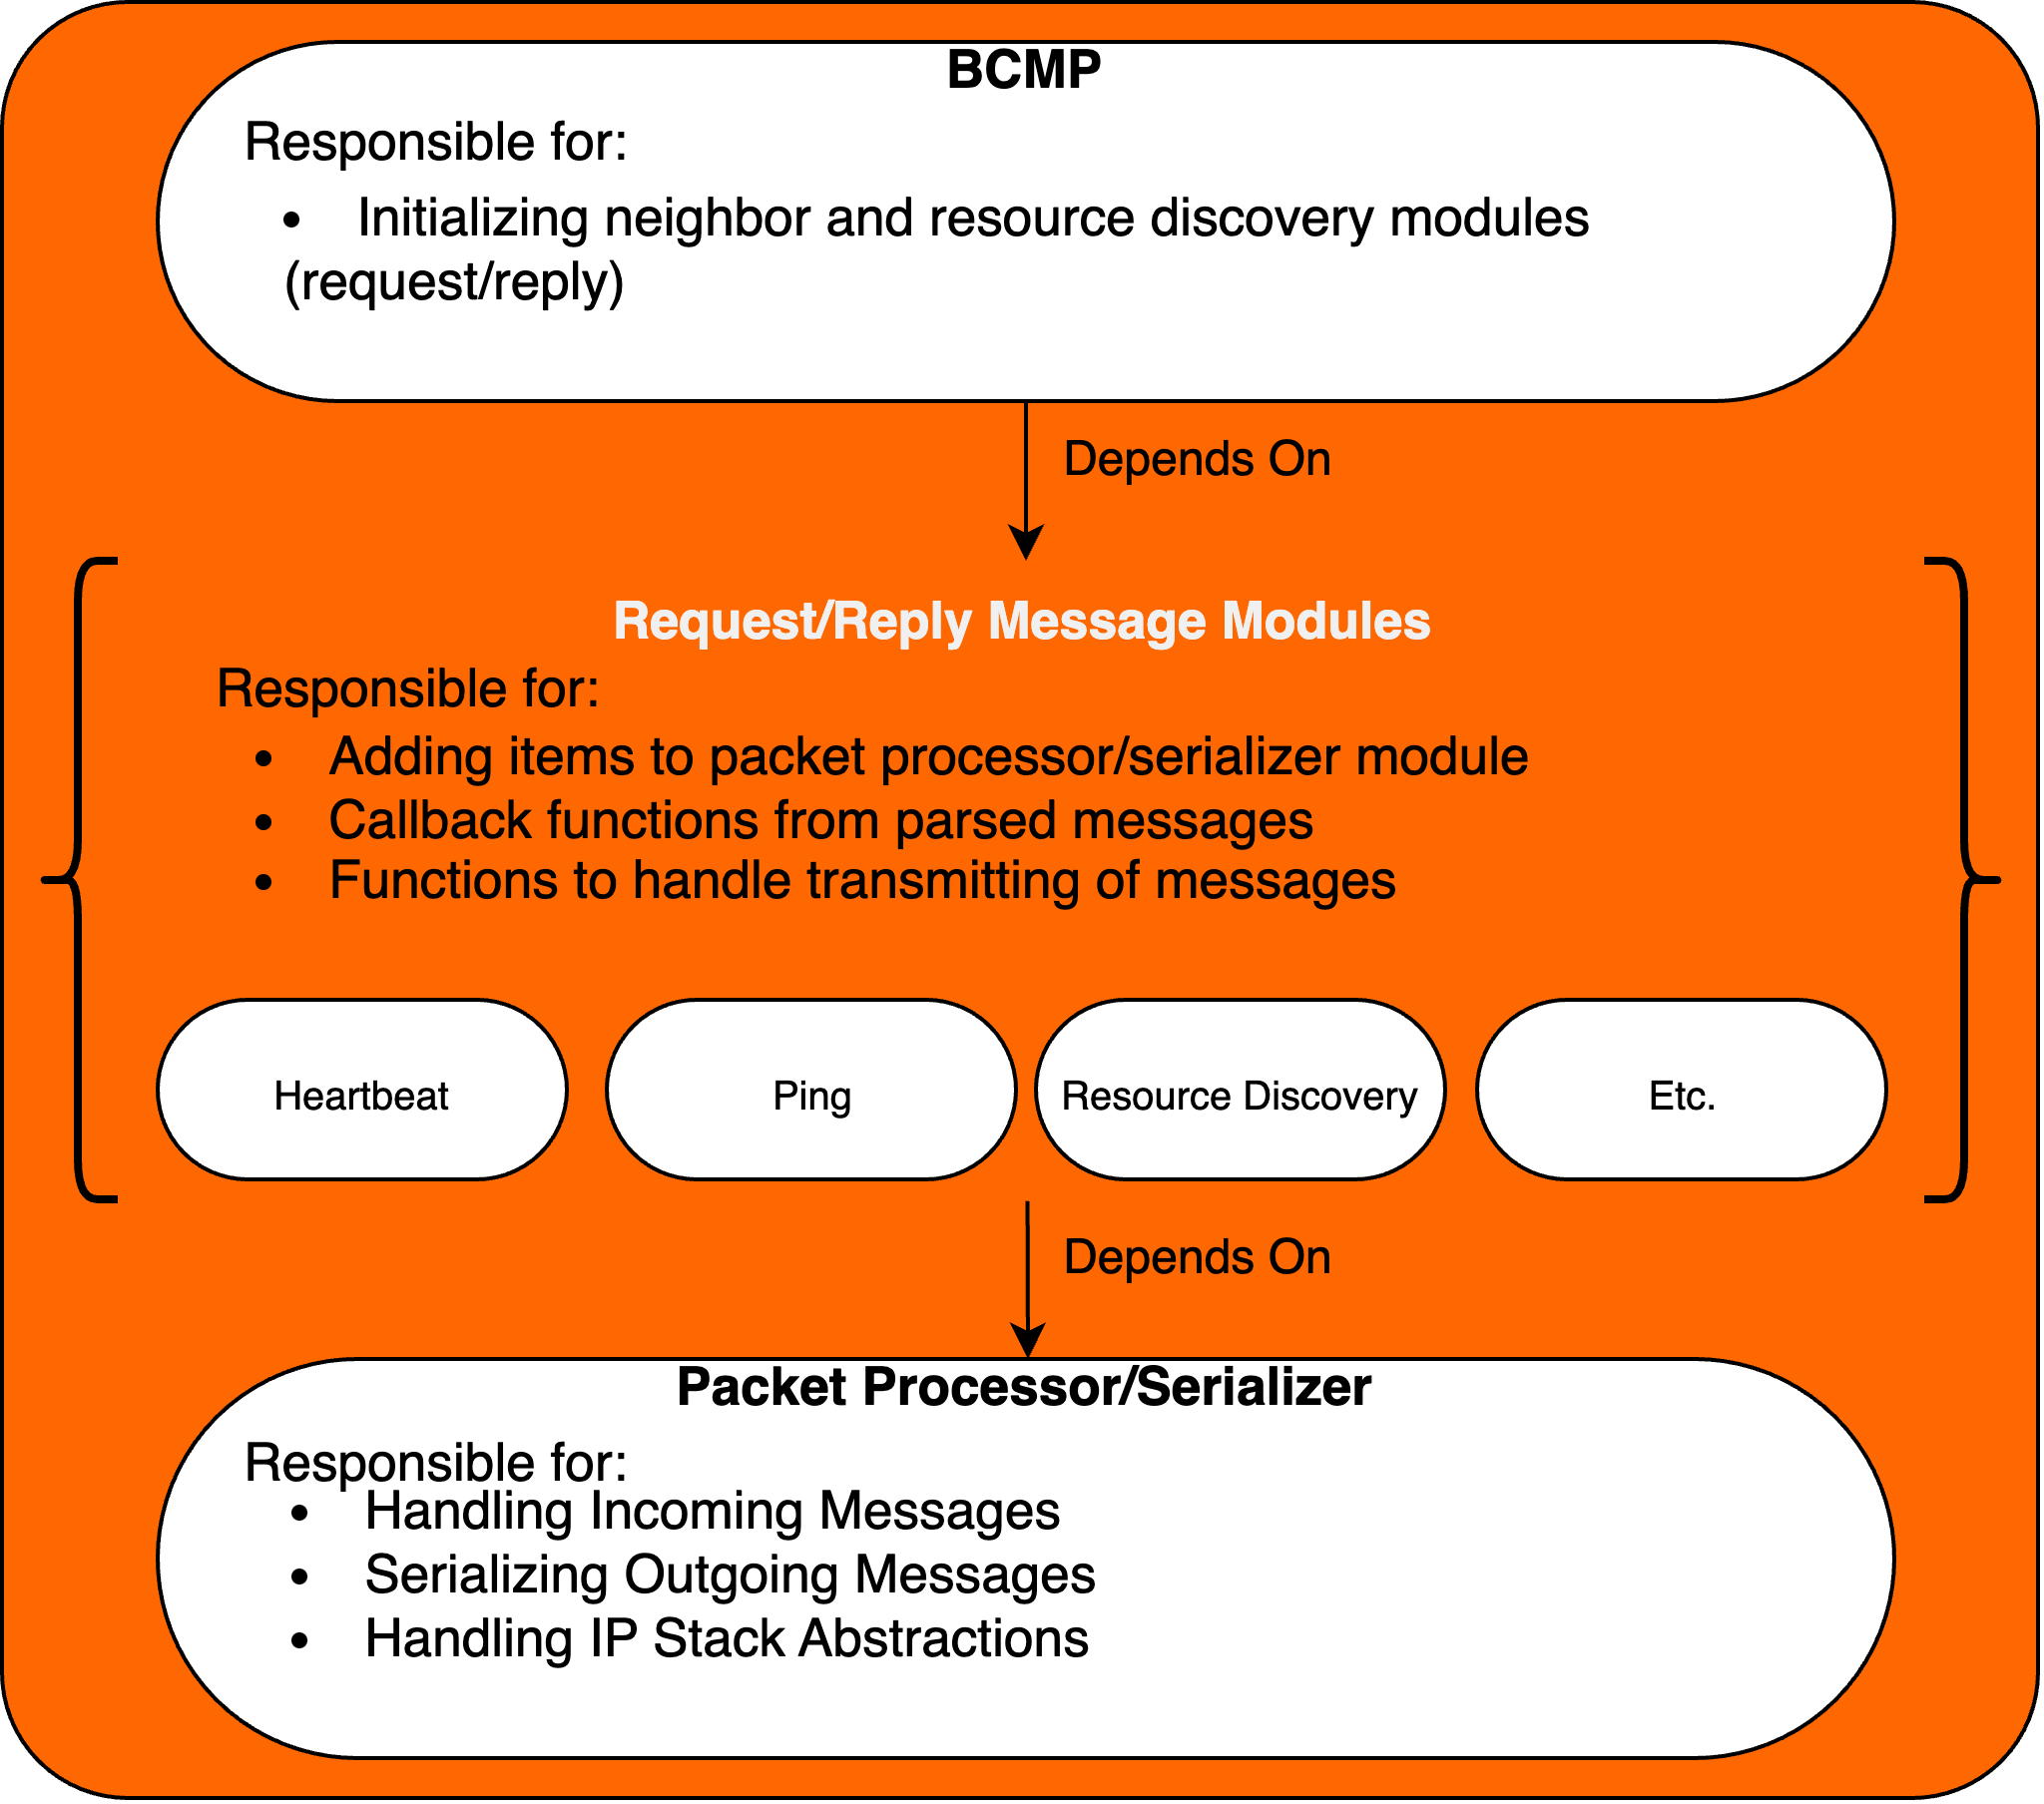 BCMP
Responsible for:
• Initializing neighbor and resource discovery modules
(request/reply)
Depends On
Request/Reply Message Modules
Responsible for:
• Adding items to packet processor/serializer module
• Callback functions from parsed messages
• Functions to handle transmitting of messages
Heartbeat
Ping
Resource Discovery
Etc.
Depends On
Packet Processor/Serializer
Responsible for:
• Handling Incoming Messages
• Serializing Outgoing Messages
• Handling IP Stack Abstractions